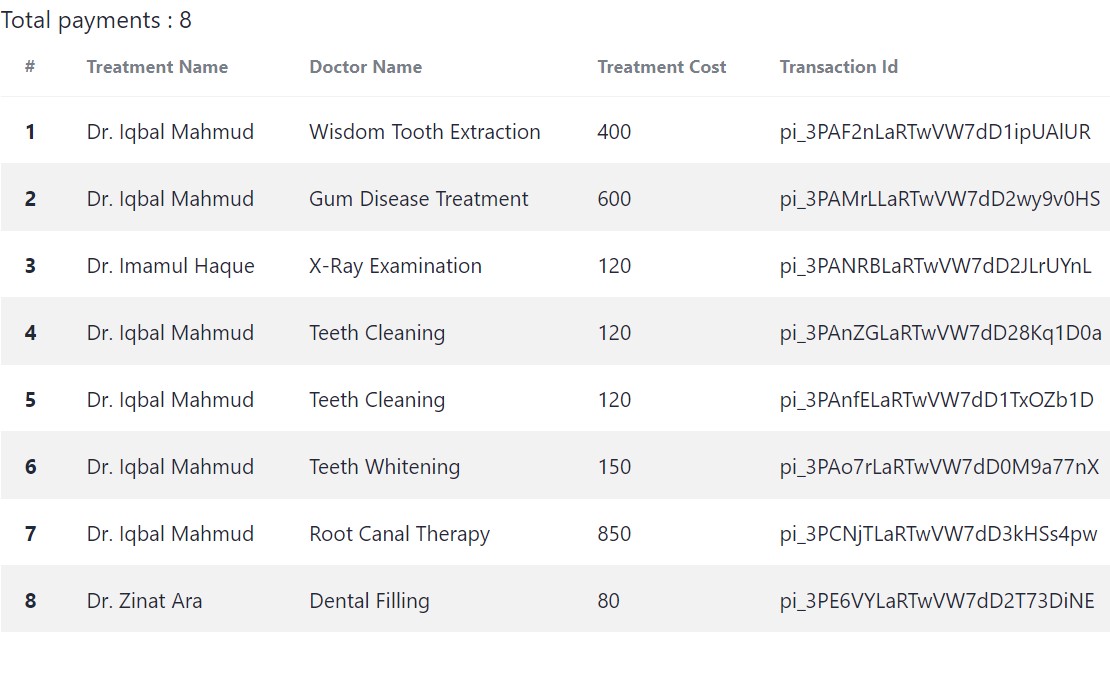 Total payments : 8
# Treatment Name Doctor Name Treatment Cost Transaction Id
1 Dr. Iqbal Mahmud Wisdom Tooth Extraction 400 pi_3PAF2nLaRTwVW7dD1ipUAlUR
2 Dr. Iqbal Mahmud Gum Disease Treatment 600 pi_3PAMrLLaRTwVW7dD2wy9v0HS
3 Dr. Imamul Haque X-Ray Examination 120 pi_3PANRBLaRTwVW7dD2JLrUYnL
4 Dr. Iqbal Mahmud Teeth Cleaning 120 pi_3PAnZGLaRTwVW7dD28Kq1D0a
5 Dr. Iqbal Mahmud Teeth Cleaning 120 pi_3PAnfELaRTwVW7dD1TxOZb1D
6 Dr. Iqbal Mahmud Teeth Whitening 150 pi_3PAo7rLaRTwVW7dD0M9a77nX
7 Dr. Iqbal Mahmud Root Canal Therapy 850 pi_3PCNjTLaRTwVW7dD3kHSs4pw
8 Dr. Zinat Ara Dental Filling 80 pi_3PE6VYLaRTwVW7dD2T73DiNE